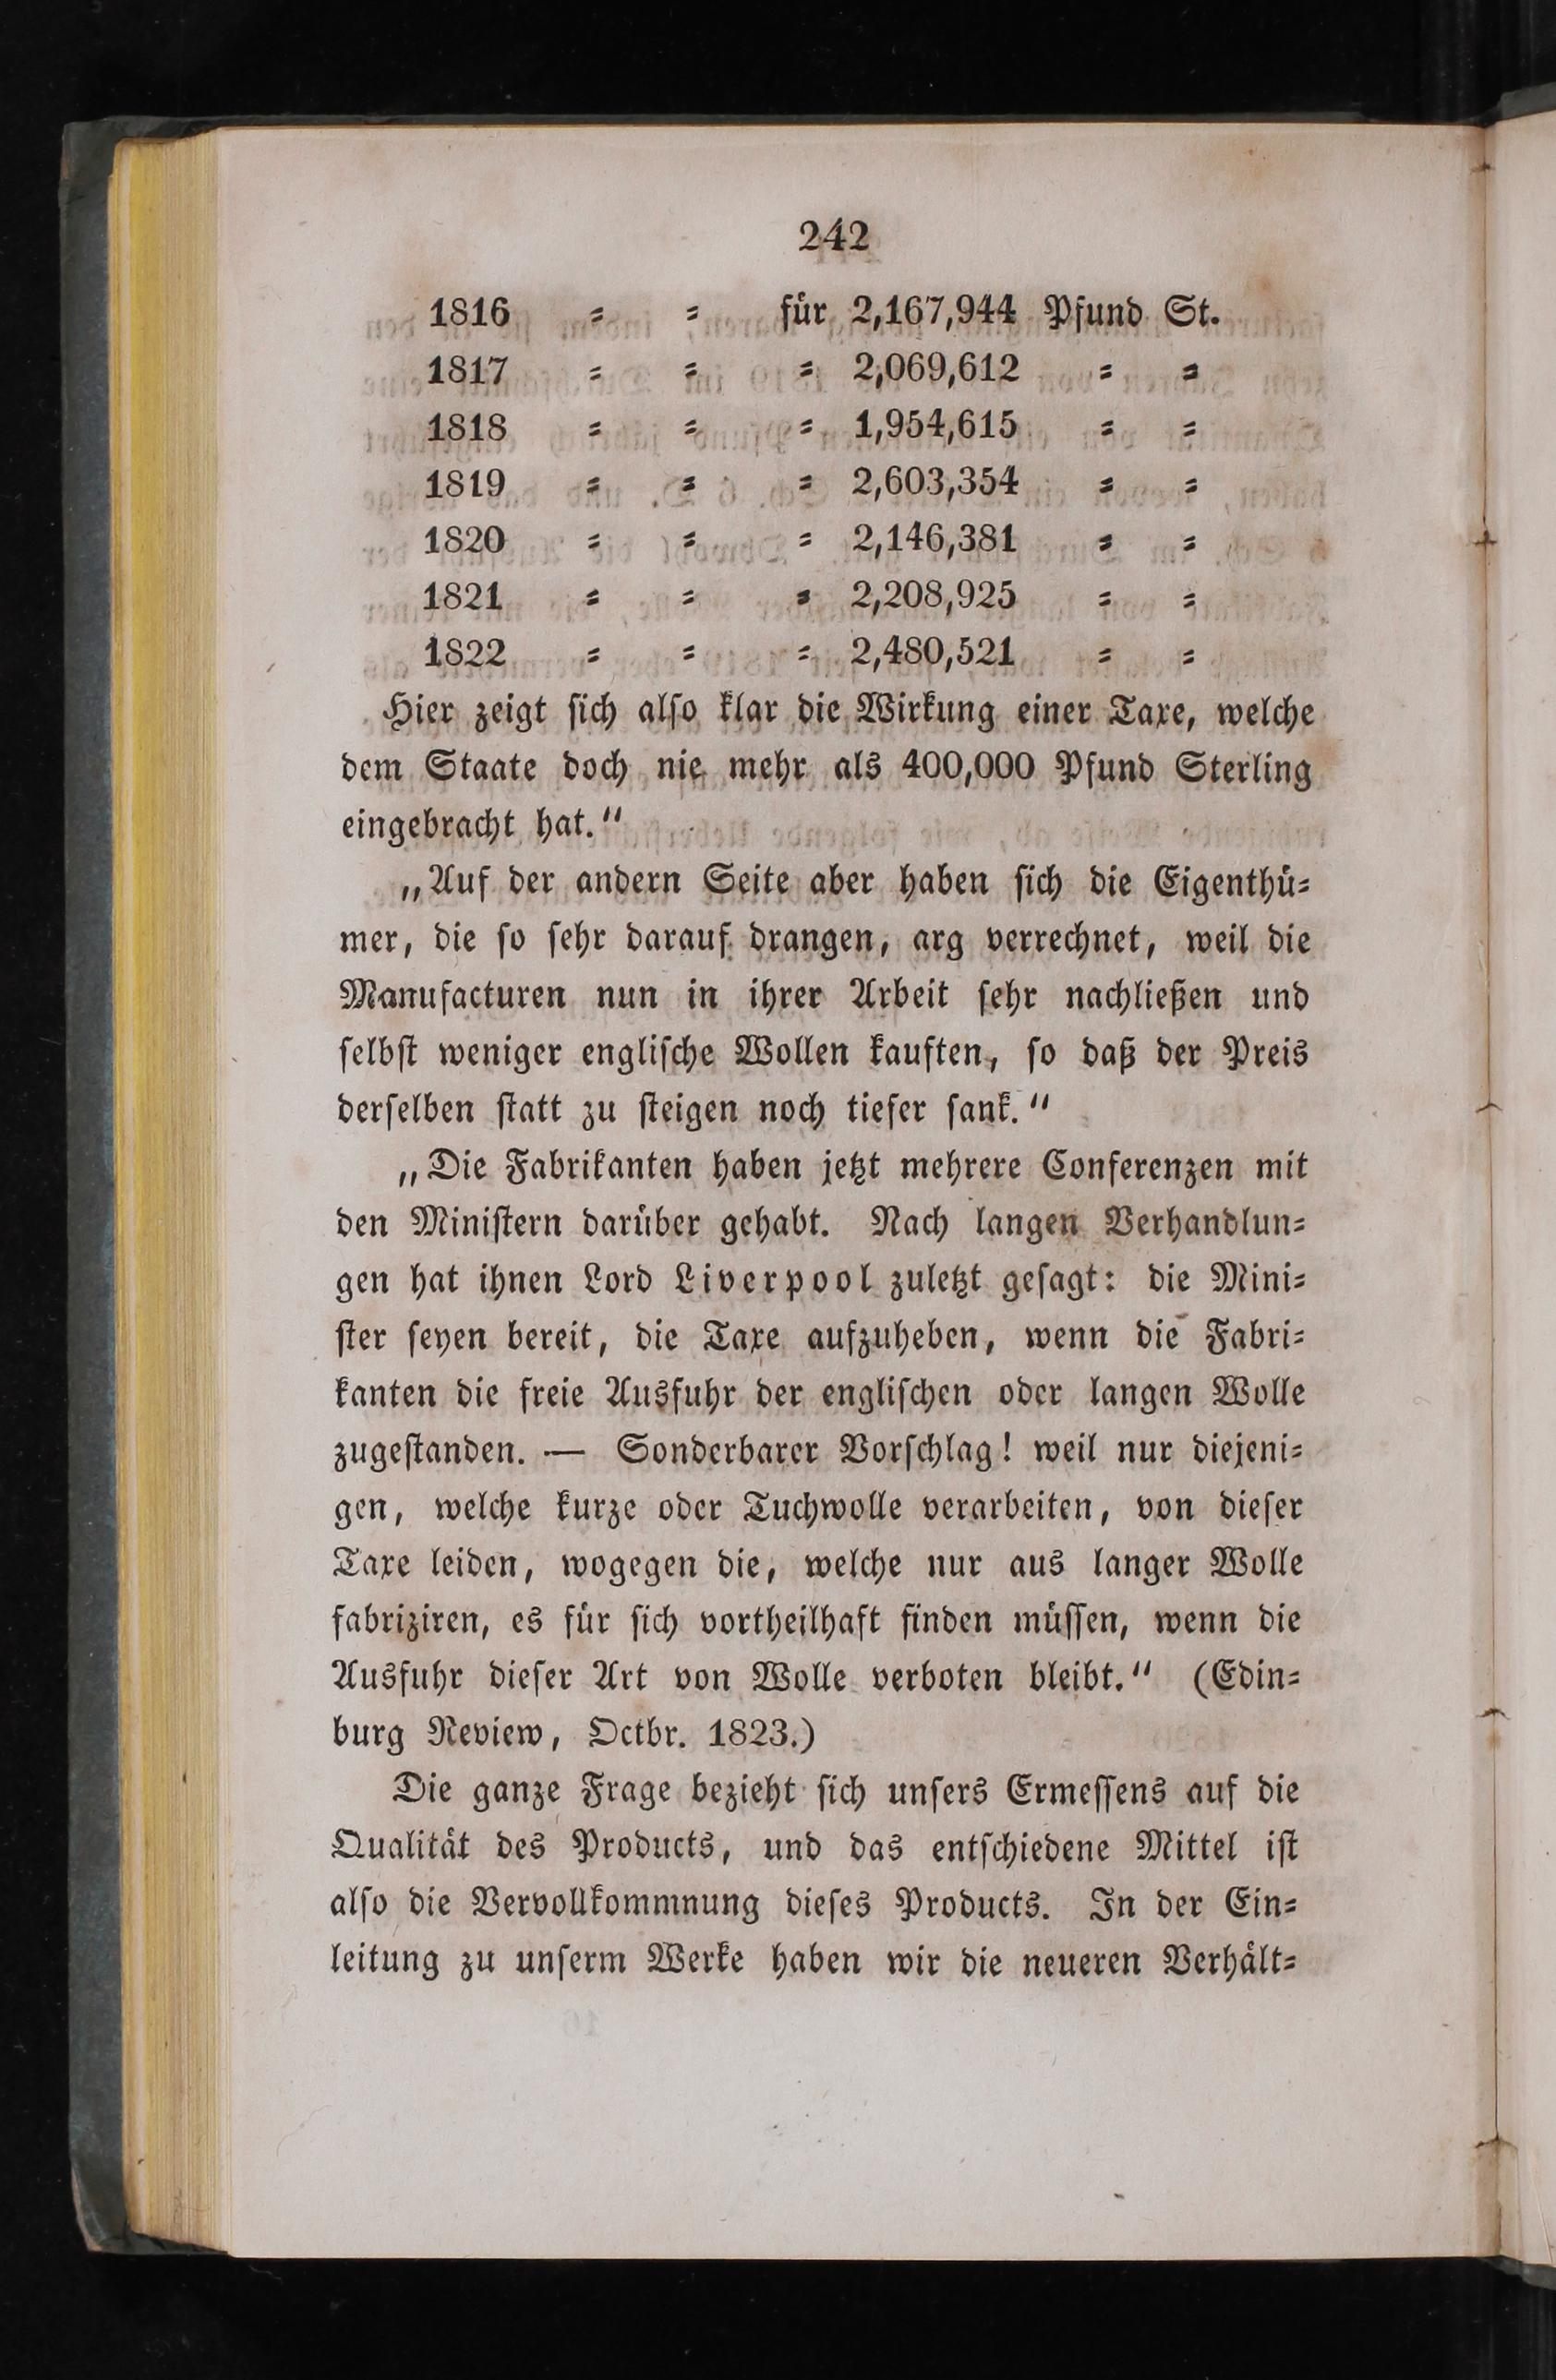 242
1816 = = für 2,167,944 Pfund St.
1817 = = = 2,069,612 = =
1818 = = = 1,954,615 = =
1819 = = = 2,603,354 = =
1820 = = = 2,146,381 = =
1821 = = = 2,208,925 = =
1822 = = = 2,480,521 = =
Hier zeigt ſich alſo klar die Wirkung einer Taxe, welche
dem Staate doch nie mehr als 400,000 Pfund Sterling
eingebracht hat.“
„Auf der andern Seite aber haben ſich die Eigenthü=
mer, die ſo ſehr darauf drangen, arg verrechnet, weil die
Manufacturen nun in ihrer Arbeit ſehr nachließen und
ſelbſt weniger engliſche Wollen kauften, ſo daß der Preis
derſelben ſtatt zu ſteigen noch tiefer ſank.“
„Die Fabrikanten haben jetzt mehrere Conferenzen mit
den Miniſtern darüber gehabt. Nach langen Verhandlun=
gen hat ihnen Lord Liverpool zuletzt geſagt: die Mini=
ſter ſeyen bereit, die Taxe aufzuheben, wenn die Fabri=
kanten die freie Ausfuhr der engliſchen oder langen Wolle
zugeſtanden. — Sonderbarer Vorſchlag! weil nur diejeni=
gen, welche kurze oder Tuchwolle verarbeiten, von dieſer
Taxe leiden, wogegen die, welche nur aus langer Wolle
fabriziren, es für ſich vortheilhaft finden müſſen, wenn die
Ausfuhr dieſer Art von Wolle verboten bleibt.“ (Edin=
burg Review, Octbr. 1823.)
Die ganze Frage bezieht ſich unſers Ermeſſens auf die
Qualität des Products, und das entſchiedene Mittel iſt
alſo die Vervollkommnung dieſes Products. In der Ein=
leitung zu unſerm Werke haben wir die neueren Verhält=